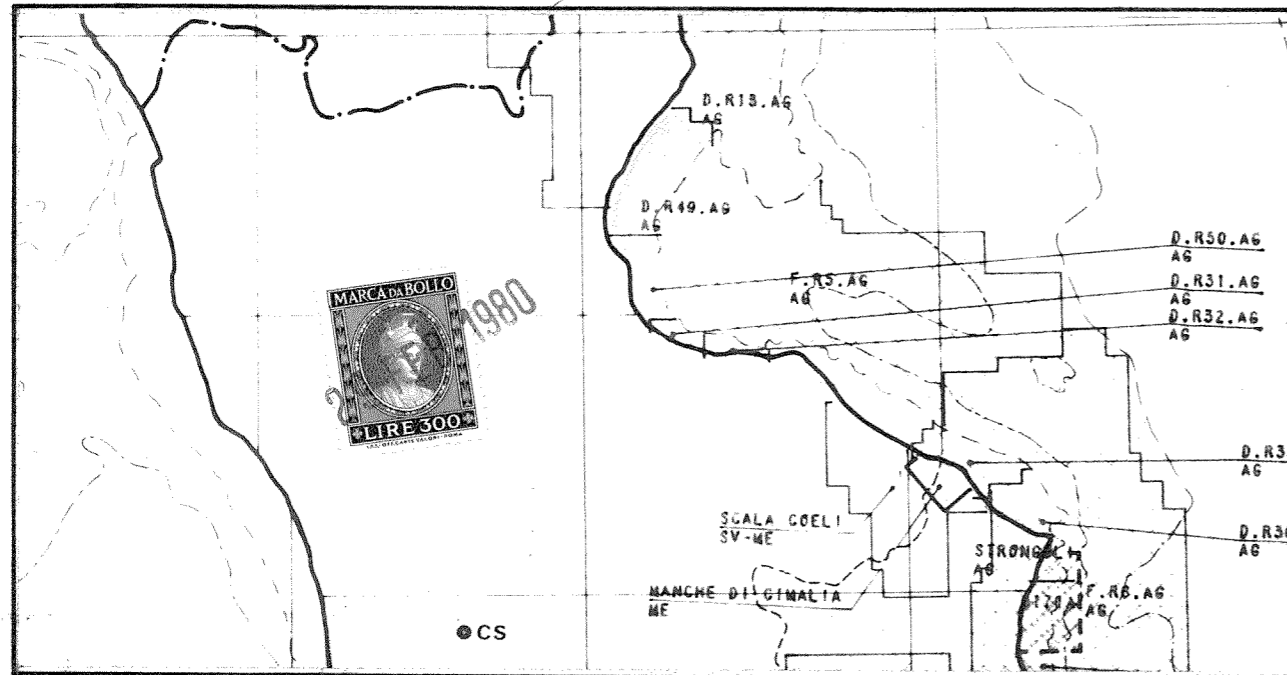 D.R13.AG
AG
D.R49.AG
AG
D.R50.AG
AG
F.R5.AG
AG
D.R31.AG
AG
D.R32.AG
AG
MARCA DA BOLLO
1980
LIRE 300
D.R3
AG
SCALA COELI
SV-ME
D.R3
AG
STRONGOLI
AG
MANCHE DI CIMALIA
ME
F.R6.AG
AG
CS